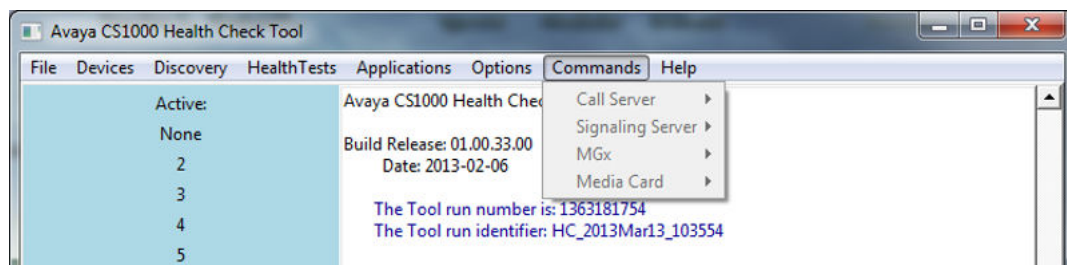 Avaya CS1000 Health Check Tool
File Devices Discovery HealthTests Applications Options Commands Help
Active:
None
2
3
4
5
Avaya CS1000 Health Chec
Build Release: 01.00.33.00
Date: 2013-02-06
The Tool run number is: 1363181754
The Tool run identifier: HC_2013Mar13_103554
Call Server
Signaling Server
MGx
Media Card